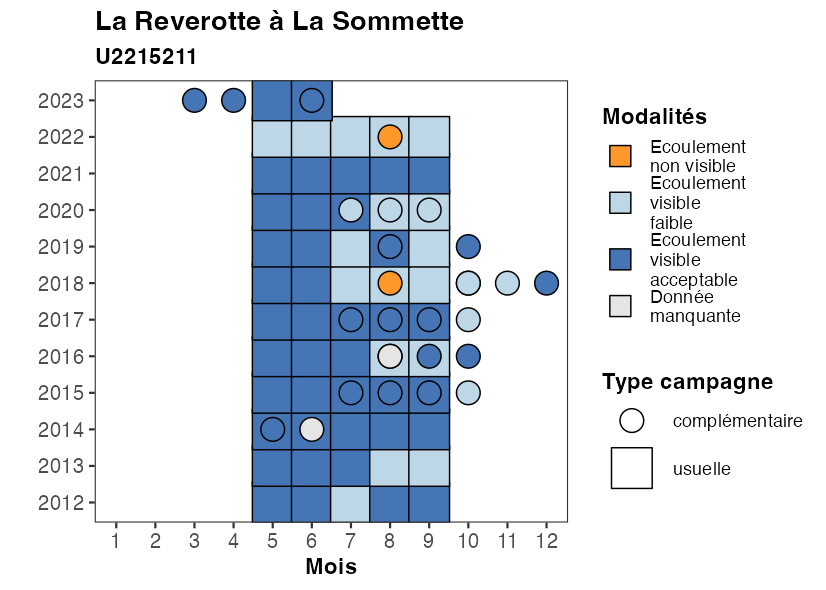 La Reverotte à La Sommette
U2215211
2023
2022
2021
2020
2019
2018
2017
2016
2015
2014
2013
2012
1 2 3 4 5 6 7 8 9 10 11 12
Mois
Modalités
Ecoulement
non visible
Ecoulement
visible
faible
Ecoulement
visible
acceptable
Donnée
manquante
Type campagne
complémentaire
usuelle